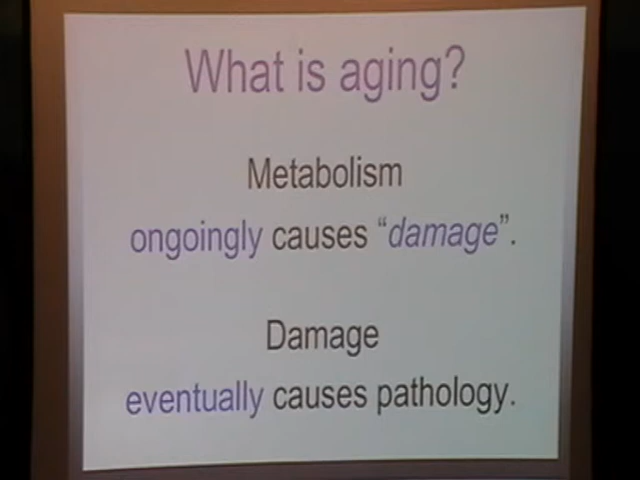 What is aging?
Metabolism
ongoingly causes “damage”.
Damage
eventually causes pathology.